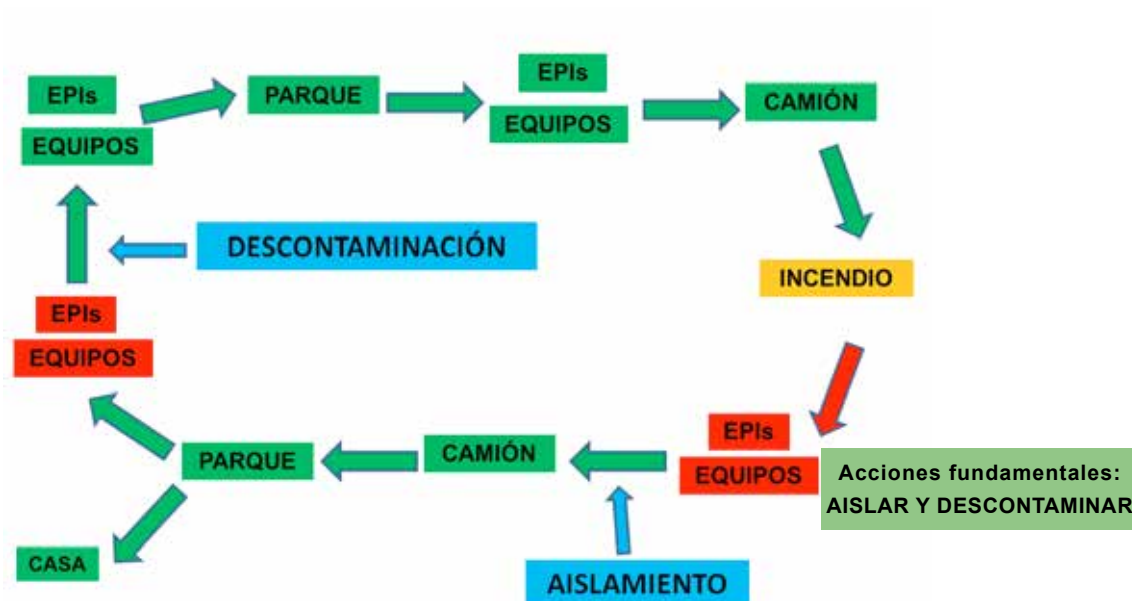 EPIs
EQUIPOS
PARQUE
EPIs
EQUIPOS
CAMIÓN
DESCONTAMINACIÓN
INCENDIO
EPIs
EQUIPOS
EPIs
EQUIPOS
Acciones fundamentales:
AISLAR Y DESCONTAMINAR
CAMIÓN
PARQUE
CASA
AISLAMIENTO